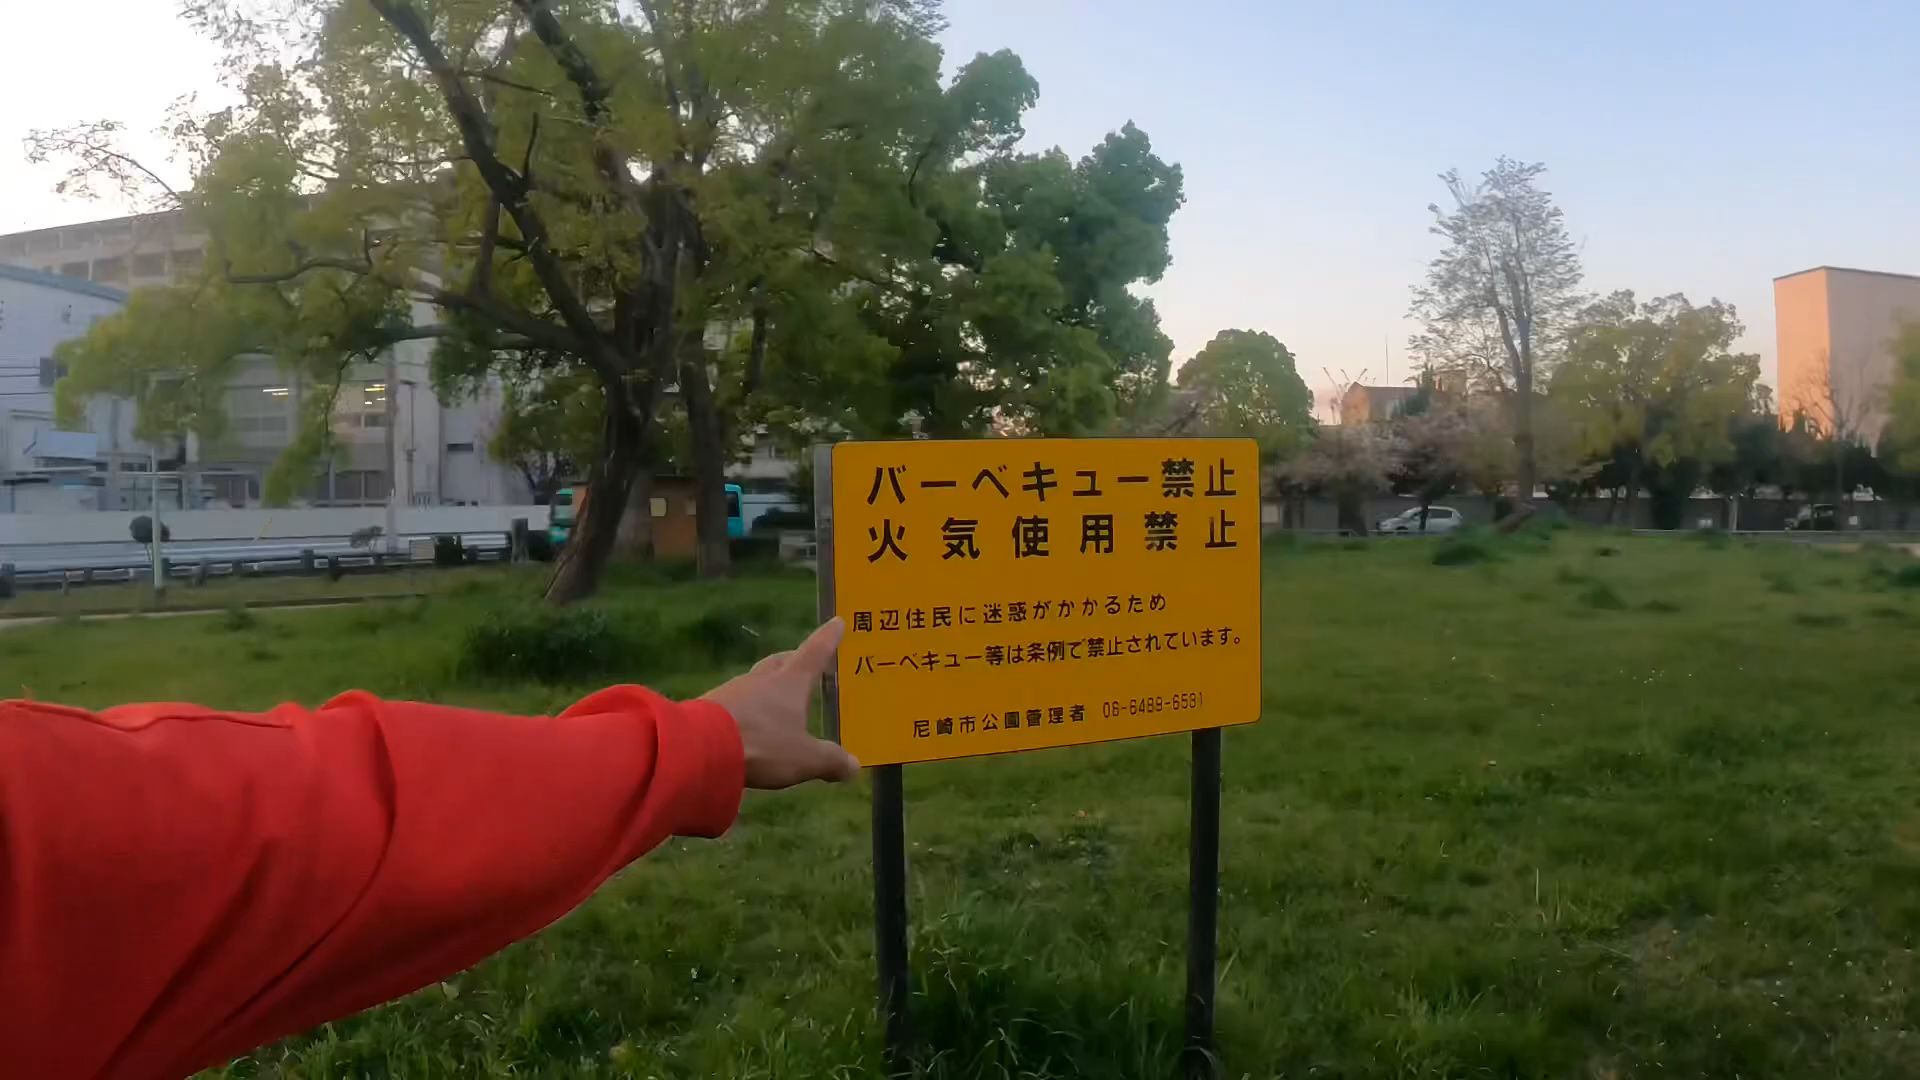 バーベキュー禁止
火気使用禁止
周辺住民に迷惑がかかるため
バーベキュー等は条例で禁止されています。
尼崎市公園管理者 06-6489-6531